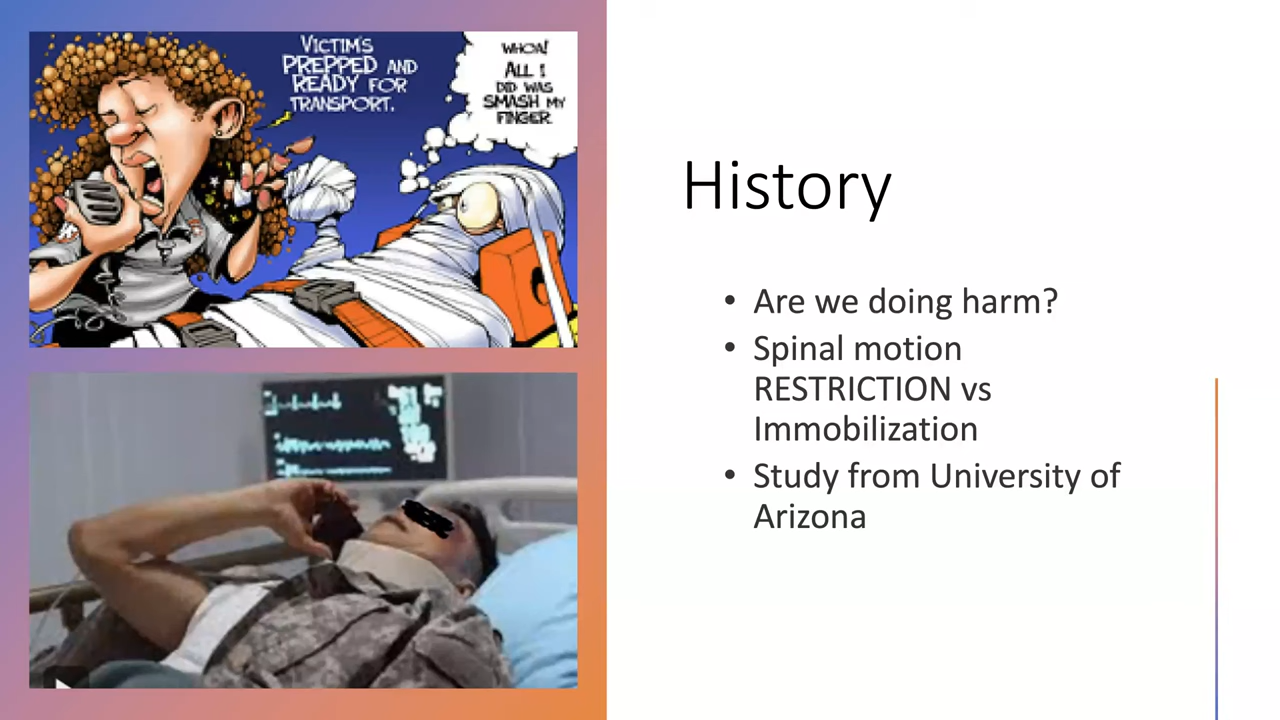 VICTIM'S
PREPPED AND
READY FOR
TRANSPORT.
WHOA!
ALL I
DID WAS
SMASH MY
FINGER.
History
• Are we doing harm?
• Spinal motion
RESTRICTION vs
Immobilization
• Study from University of
Arizona